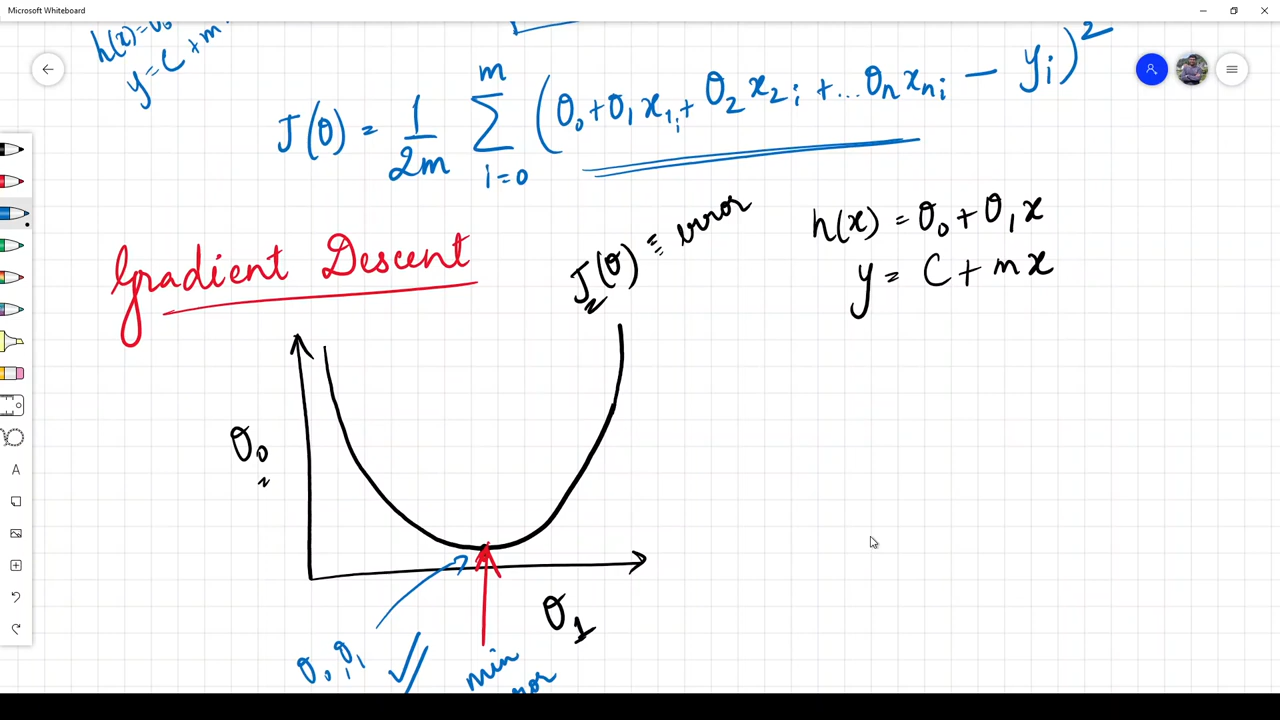 Microsoft Whiteboard
h(x)=θ₀
y=C+m
J(θ) = 1/2m m Σ i=0 (θ₀+θ₁x₁ᵢ+θ₂x₂ᵢ+...θₙxₙᵢ - yᵢ)²
Gradient Descent
J(θ) = error
h(x) = θ₀+θ₁x
y = C+mx
θ₀
θ₁
θ₀,θ₁
min
A